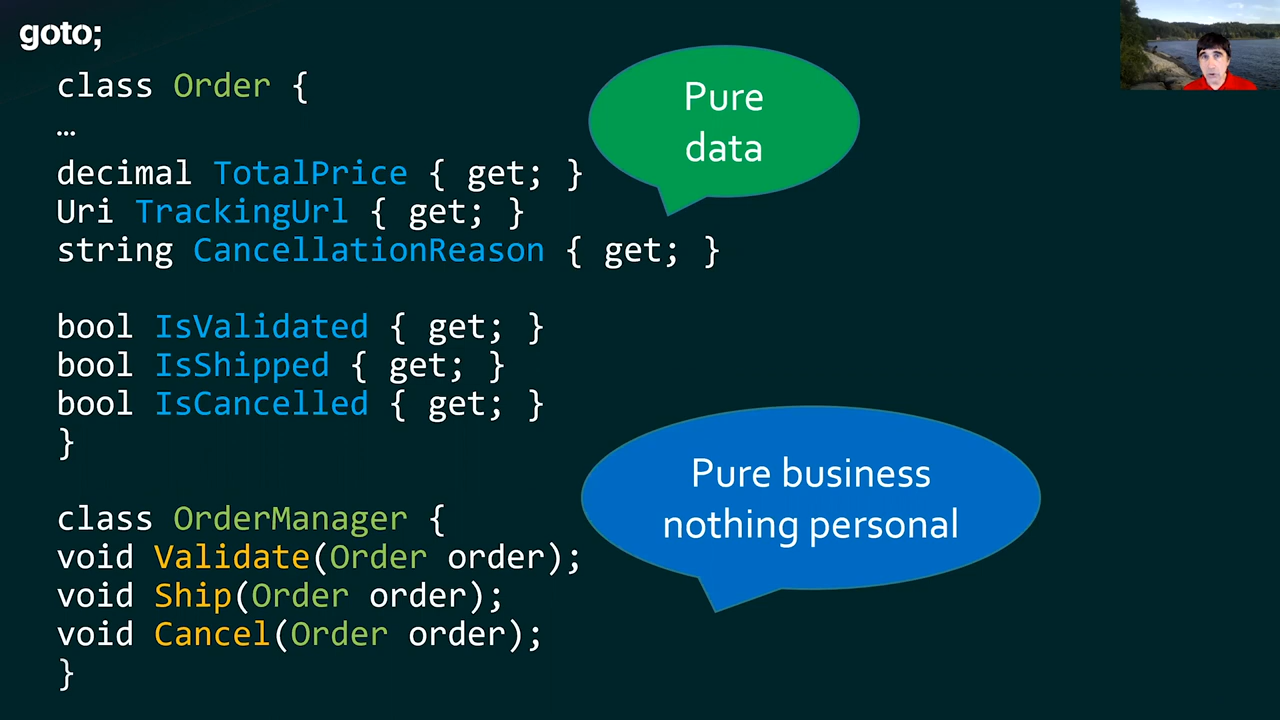 goto;
class Order {
…
decimal TotalPrice { get; }
Uri TrackingUrl { get; }
string CancellationReason { get; }
bool IsValidated { get; }
bool IsShipped { get; }
bool IsCancelled { get; }
}
class OrderManager {
void Validate(Order order);
void Ship(Order order);
void Cancel(Order order);
}
Pure
data
Pure business
nothing personal